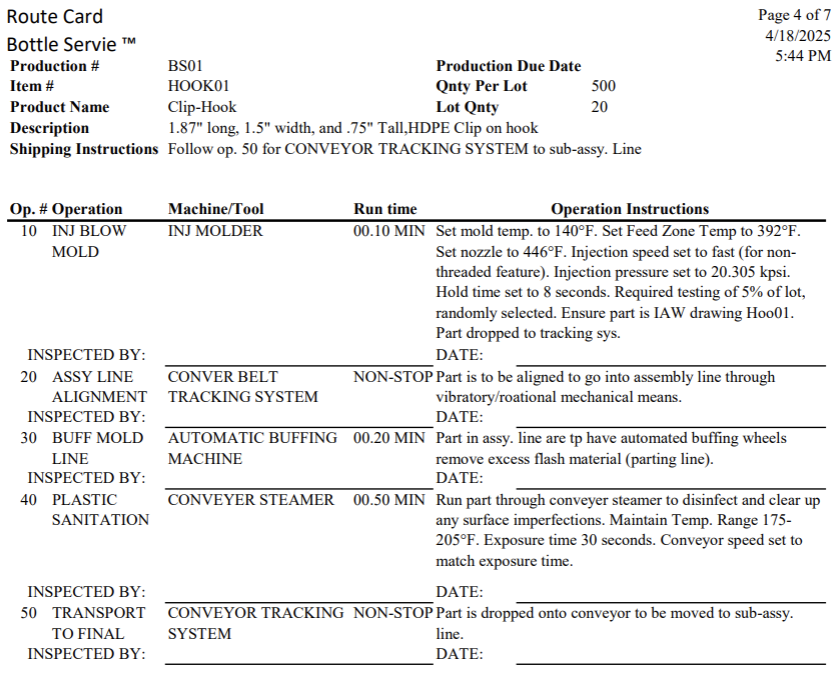 Route Card
Page 4 of 7
Bottle Servie ™
4/18/2025
5:44 PM
Production # BS01 Production Due Date
Item # HOOK01 Qnty Per Lot 500
Product Name Clip-Hook Lot Qnty 20
Description 1.87" long, 1.5" width, and .75" Tall,HDPE Clip on hook
Shipping Instructions Follow op. 50 for CONVEYOR TRACKING SYSTEM to sub-assy. Line
Op. # Operation Machine/Tool Run time Operation Instructions
10 INJ BLOW INJ MOLDER 00.10 MIN Set mold temp. to 140°F. Set Feed Zone Temp to 392°F.
MOLD Set nozzle to 446°F. Injection speed set to fast (for non-
threaded feature). Injection pressure set to 20.305 kpsi.
Hold time set to 8 seconds. Required testing of 5% of lot,
randomly selected. Ensure part is IAW drawing Hoo01.
Part dropped to tracking sys.
INSPECTED BY: DATE:
20 ASSY LINE CONVER BELT NON-STOP Part is to be aligned to go into assembly line through
ALIGNMENT TRACKING SYSTEM vibratory/roational mechanical means.
INSPECTED BY: DATE:
30 BUFF MOLD AUTOMATIC BUFFING 00.20 MIN Part in assy. line are tp have automated buffing wheels
LINE MACHINE remove excess flash material (parting line).
INSPECTED BY: DATE:
40 PLASTIC CONVEYER STEAMER 00.50 MIN Run part through conveyer steamer to disinfect and clear up
SANITATION any surface imperfections. Maintain Temp. Range 175-
205°F. Exposure time 30 seconds. Conveyor speed set to
match exposure time.
INSPECTED BY: DATE:
50 TRANSPORT CONVEYOR TRACKING NON-STOP Part is dropped onto conveyor to be moved to sub-assy.
TO FINAL SYSTEM line.
INSPECTED BY: DATE: